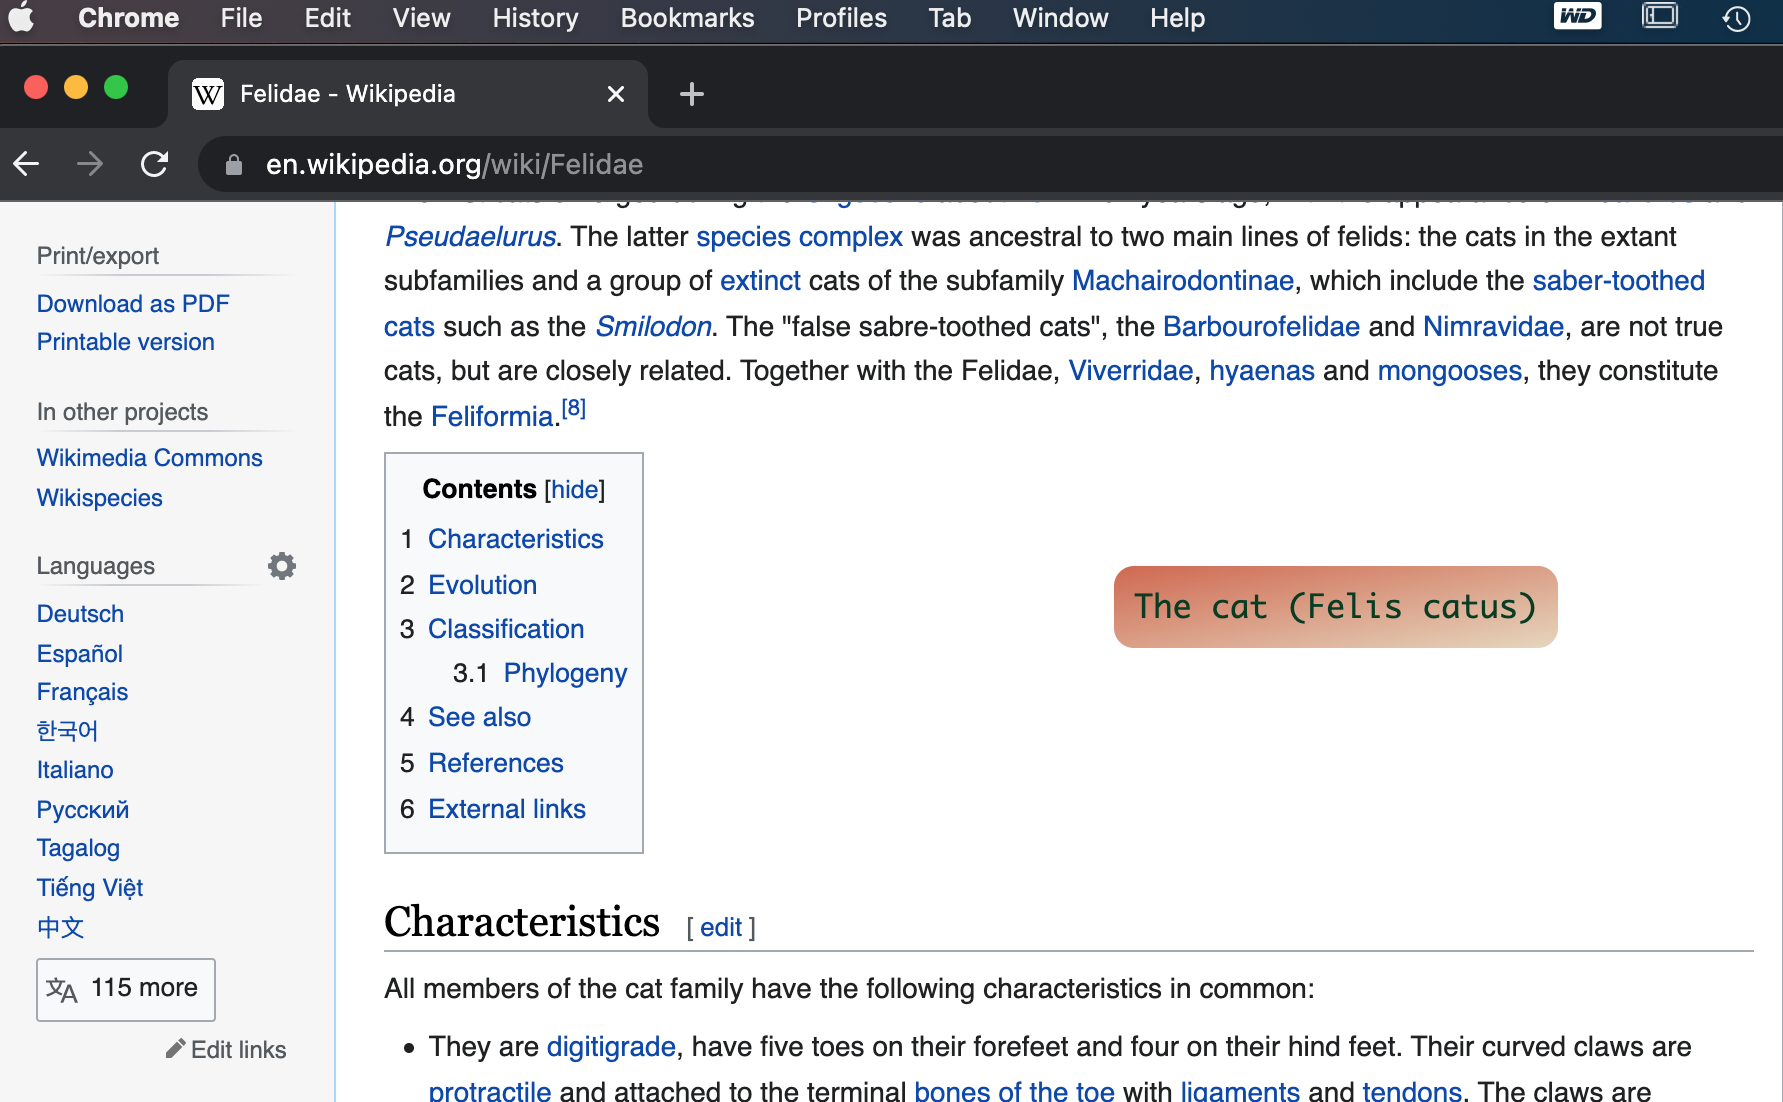 Chrome File Edit View History Bookmarks Profiles Tab Window Help WD
W Felidae - Wikipedia
en.wikipedia.org/wiki/Felidae
Print/export
Download as PDF
Printable version
In other projects
Wikimedia Commons
Wikispecies
Languages
Deutsch
Español
Français
한국어
Italiano
Русский
Tagalog
Tiếng Việt
中文
文A 115 more
Edit links
Pseudaelurus. The latter species complex was ancestral to two main lines of felids: the cats in the extant
subfamilies and a group of extinct cats of the subfamily Machairodontinae, which include the saber-toothed
cats such as the Smilodon. The "false sabre-toothed cats", the Barbourofelidae and Nimravidae, are not true
cats, but are closely related. Together with the Felidae, Viverridae, hyaenas and mongooses, they constitute
the Feliformia.[8]
Contents [hide]
1 Characteristics
2 Evolution
3 Classification
3.1 Phylogeny
4 See also
5 References
6 External links
The cat (Felis catus)
Characteristics [ edit ]
All members of the cat family have the following characteristics in common:
• They are digitigrade, have five toes on their forefeet and four on their hind feet. Their curved claws are
protractile and attached to the terminal bones of the toe with ligaments and tendons. The claws are